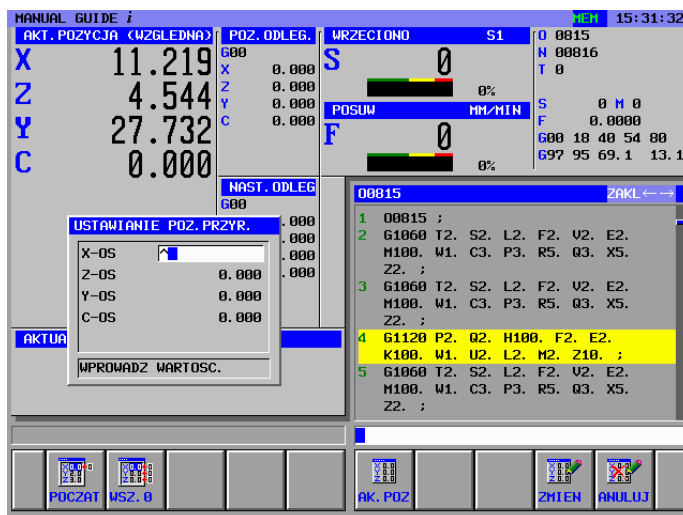 MANUAL GUIDE i
MEM 15:31:32
AKT.POZYCJA (WZGLEDNA)
X 11.219
Z 4.544
Y 27.732
C 0.000
POZ.ODLEG.
G00
X 0.000
Z 0.000
Y 0.000
C 0.000
NAST.ODLEG
G00
.000
.000
.000
.000
WRZECIONO S1
S 0
0%
POSUW MM/MIN
F 0
0%
O 0815
N 00816
T 0
S 0 M 0
F 0.0000
G00 18 40 54 80
G97 95 69.1 13.1
USTAWIANIE POZ.PRZYR.
X-OS ^
Z-OS 0.000
Y-OS 0.000
C-OS 0.000
WPROWADZ WARTOSC.
AKTUA
O0815 ZAKL←→
1 O0815 ;
2 G1060 T2. S2. L2. F2. V2. E2.
M100. W1. C3. P3. R5. Q3. X5.
Z2. ;
3 G1060 T2. S2. L2. F2. V2. E2.
M100. W1. C3. P3. R5. Q3. X5.
Z2. ;
4 G1120 P2. Q2. H100. F2. E2.
K100. W1. U2. L2. M2. Z10. ;
5 G1060 T2. S2. L2. F2. V2. E2.
M100. W1. C3. P3. R5. Q3. X5.
Z2. ;
POCZAT WSZ.0 AK.POZ ZMIEN ANULUJ